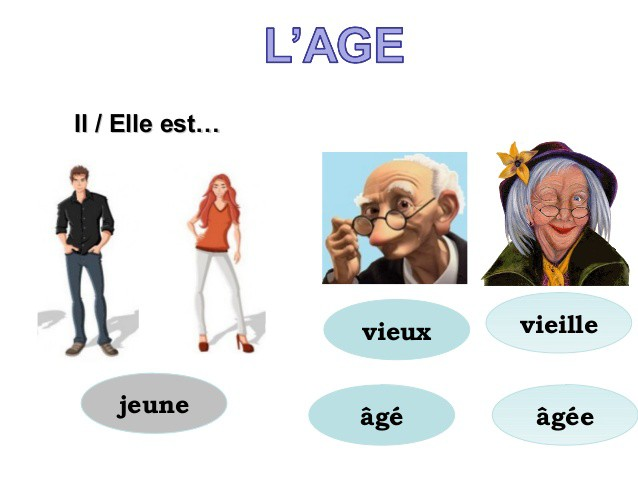 L'AGE
Il / Elle est…
vieux
vieille
jeune
âgé
âgée